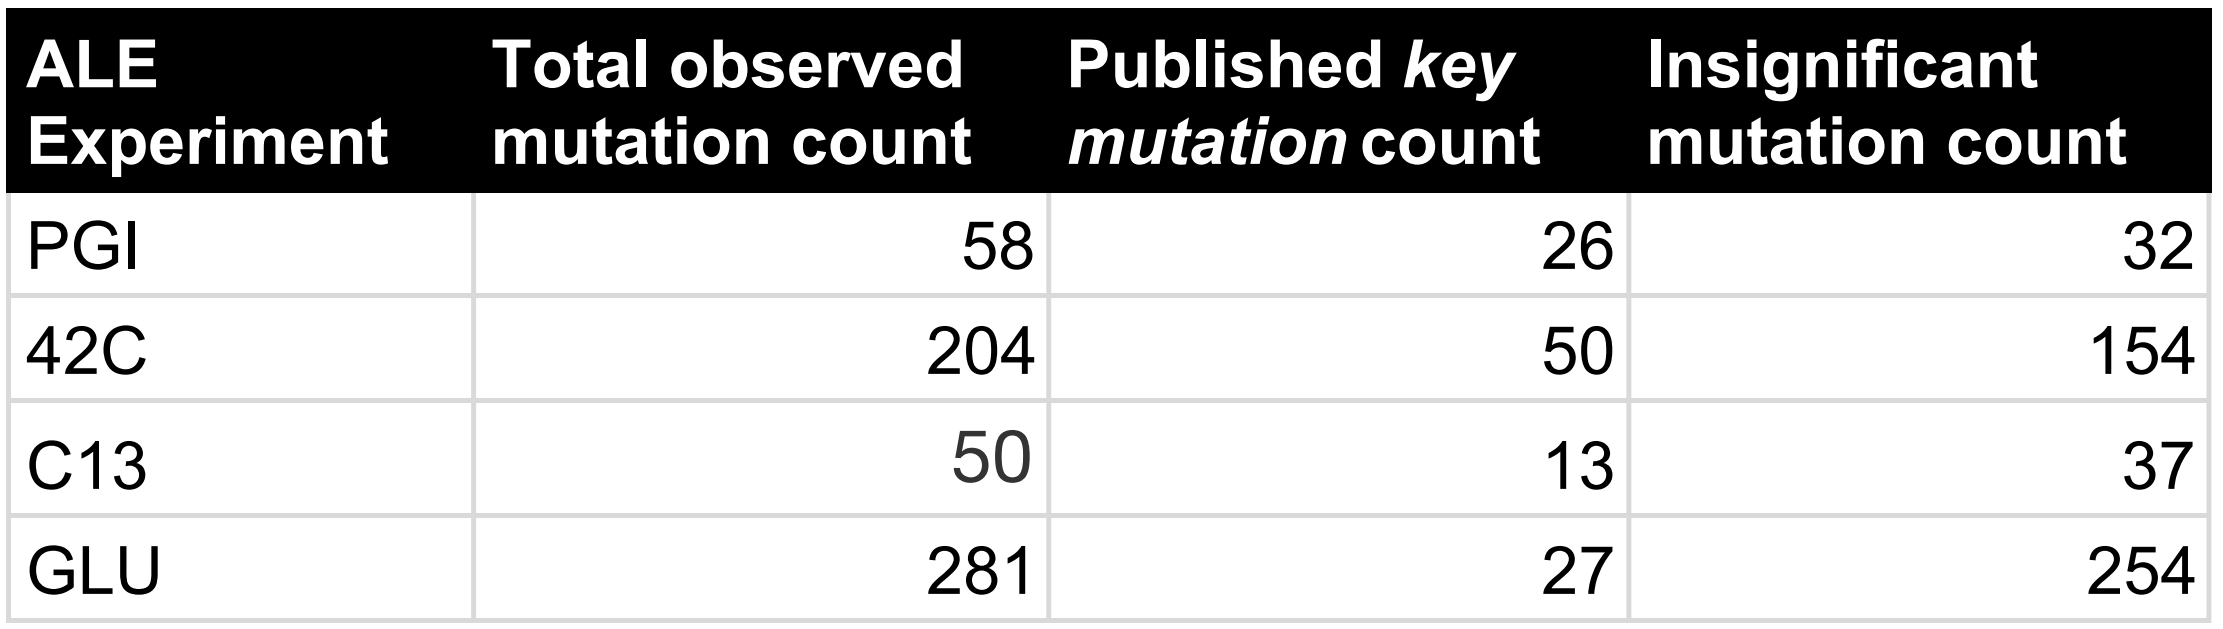 ALE Experiment | Total observed mutation count | Published key mutation count | Insignificant mutation count
PGI | 58 | 26 | 32
42C | 204 | 50 | 154
C13 | 50 | 13 | 37
GLU | 281 | 27 | 254